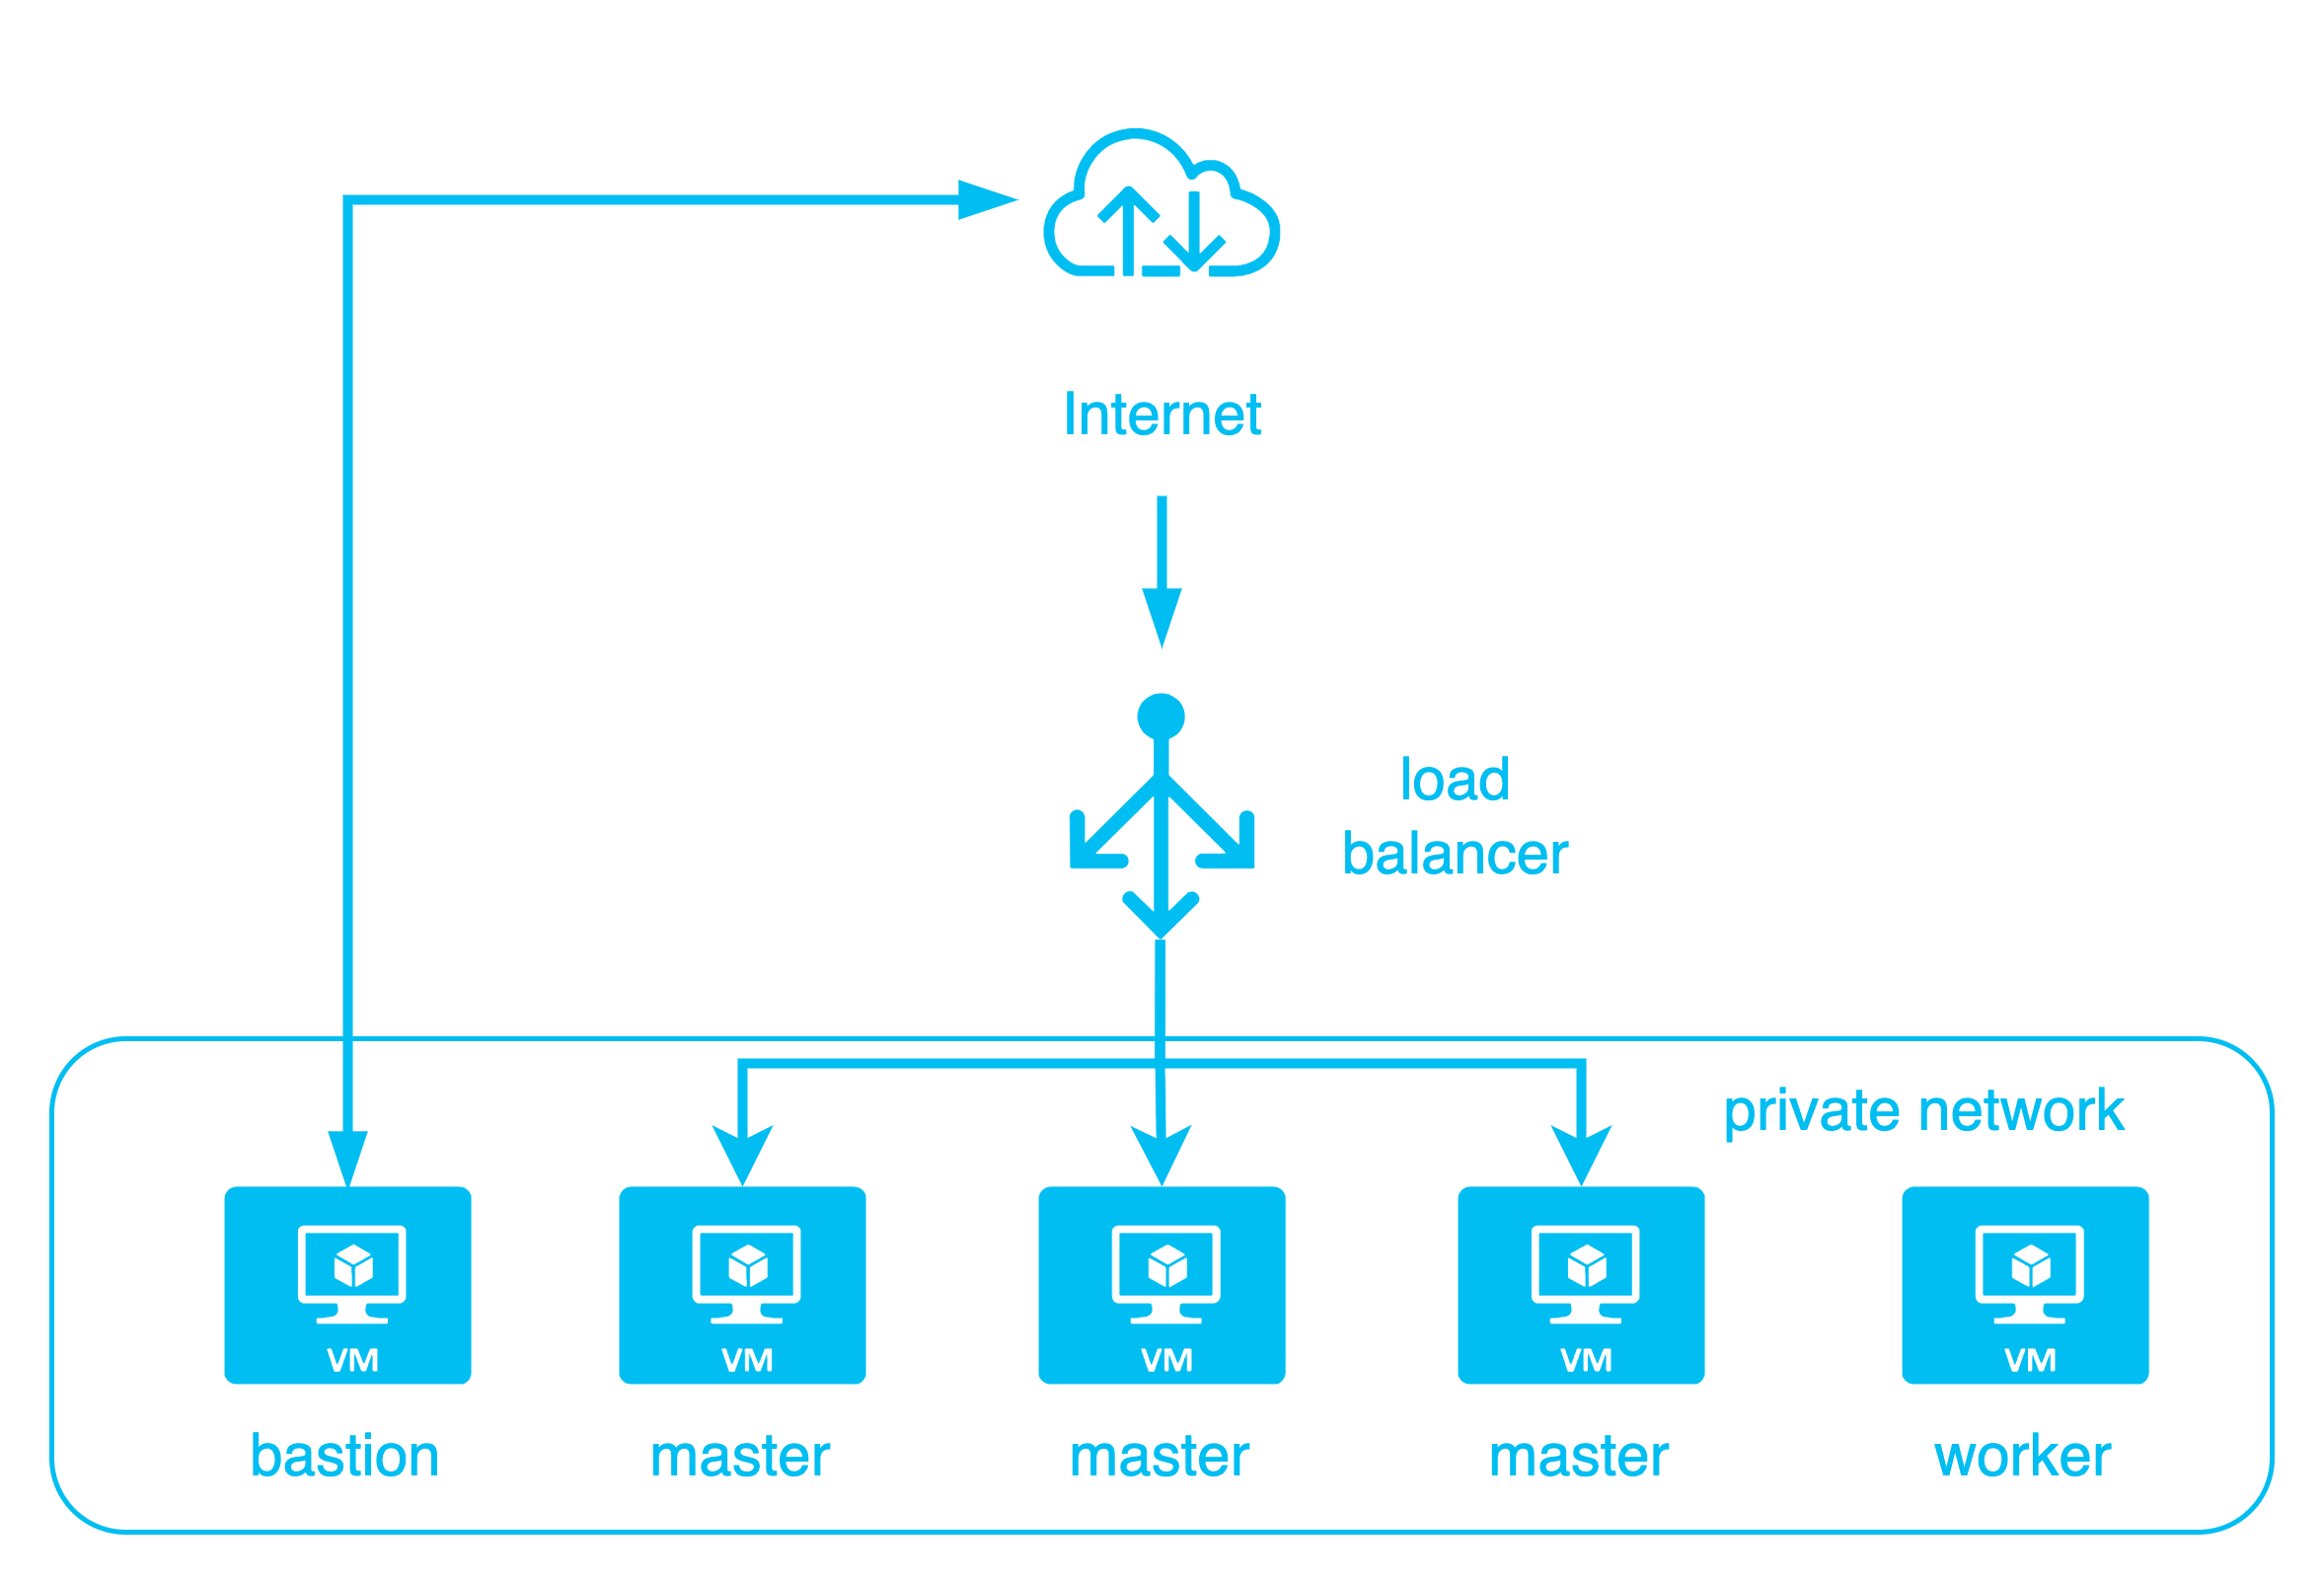 Internet
load
balancer
private network
VM
VM
VM
VM
VM
bastion
master
master
master
worker